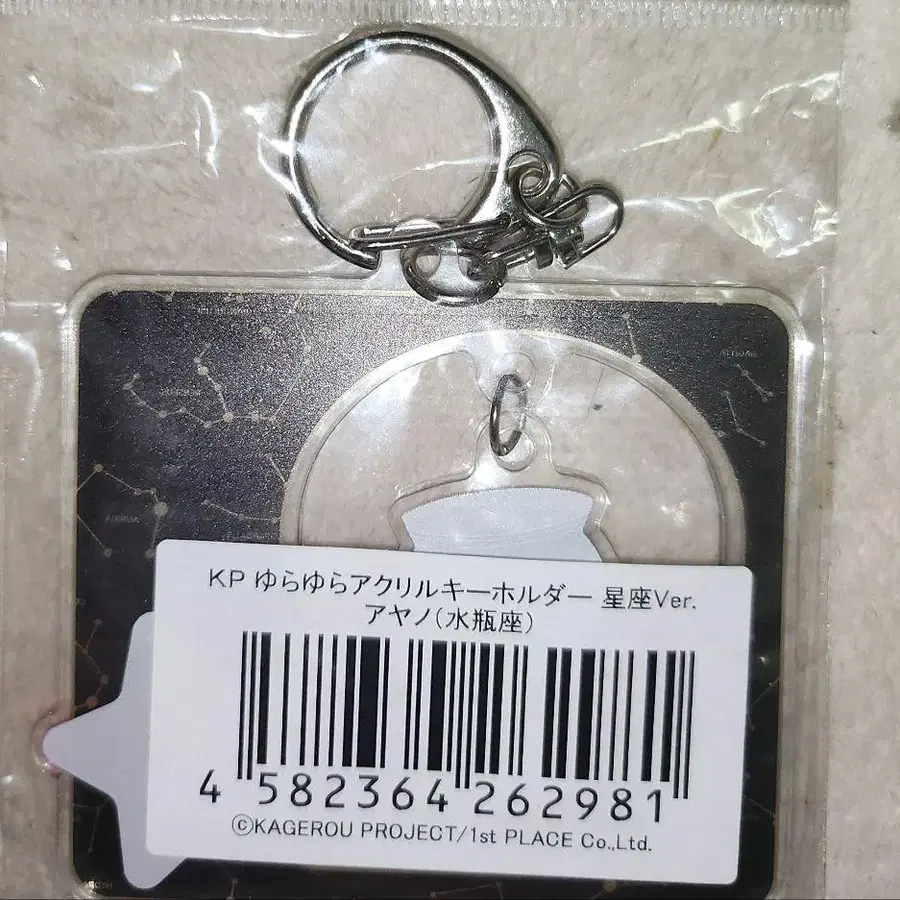 KP ゆらゆらアクリルキーホルダー 星座Ver.
アヤノ(水瓶座)
4 582364 262981
©KAGEROU PROJECT/1st PLACE Co.,Ltd.